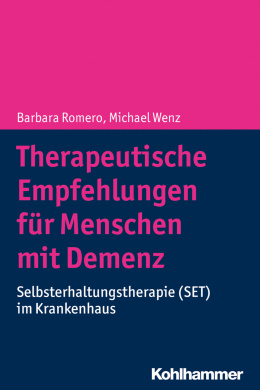 Barbara Romero, Michael Wenz
Therapeutische
Empfehlungen
für Menschen
mit Demenz
Selbsterhaltungstherapie (SET)
im Krankenhaus
Kohlhammer